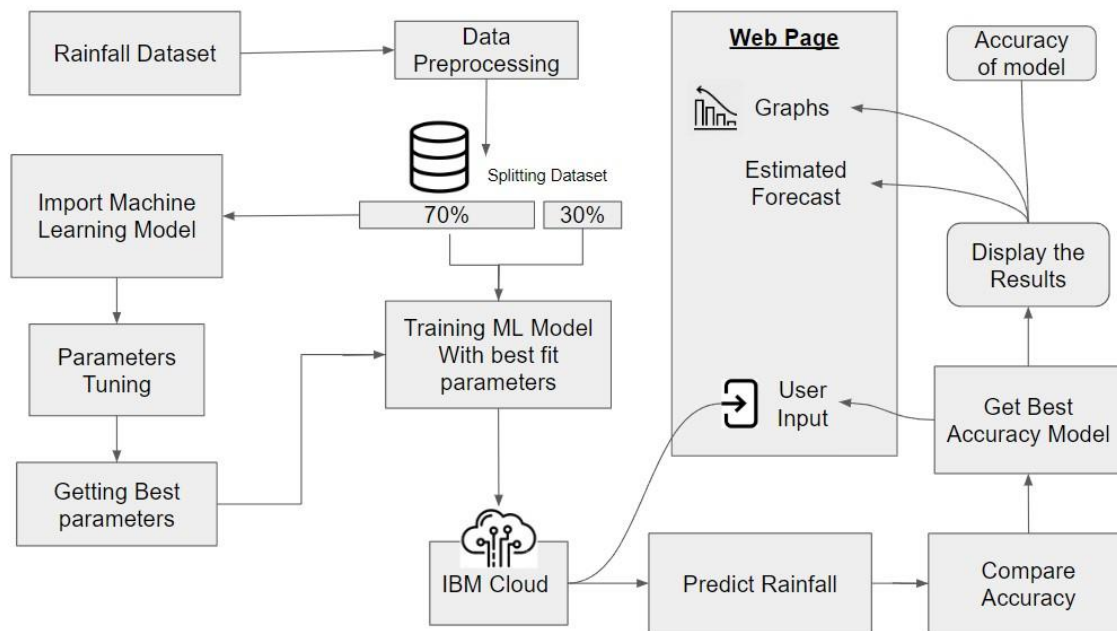 Rainfall Dataset
Data
Preprocessing
Splitting Dataset
70%
30%
Import Machine
Learning Model
Parameters
Tuning
Getting Best
parameters
Training ML Model
With best fit
parameters
IBM Cloud
Predict Rainfall
Compare
Accuracy
Get Best
Accuracy Model
Display the
Results
Accuracy
of model
Web Page
Graphs
Estimated
Forecast
User
Input